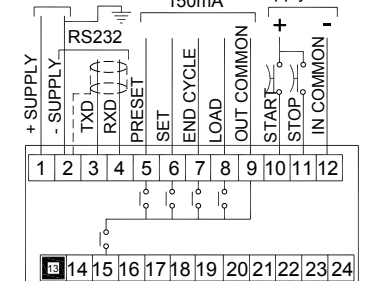 150mA
+ -
RS232
+ SUPPLY
- SUPPLY
TXD
RXD
PRESET
SET
END CYCLE
LOAD
OUT COMMON
START
STOP
IN COMMON
1 2 3 4 5 6 7 8 9 10 11 12
13 14 15 16 17 18 19 20 21 22 23 24